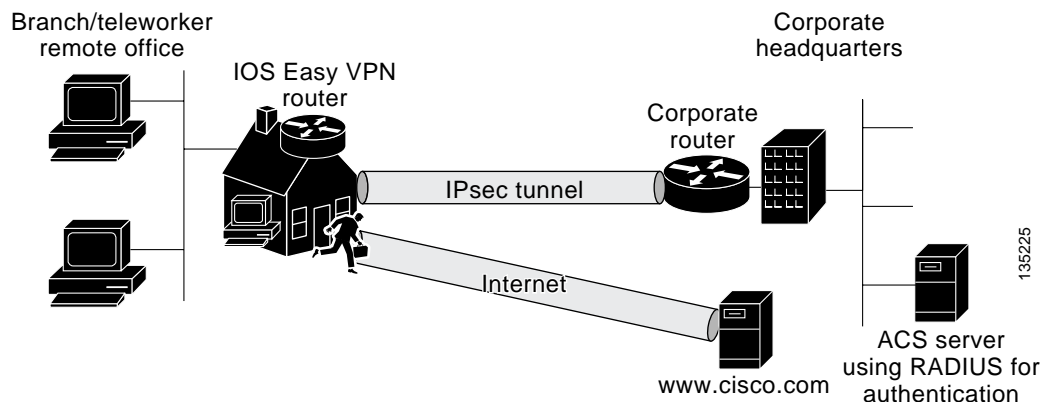 Branch/teleworker
remote office
IOS Easy VPN
router
Corporate
headquarters
Corporate
router
IPsec tunnel
Internet
www.cisco.com
ACS server
using RADIUS for
authentication
135225